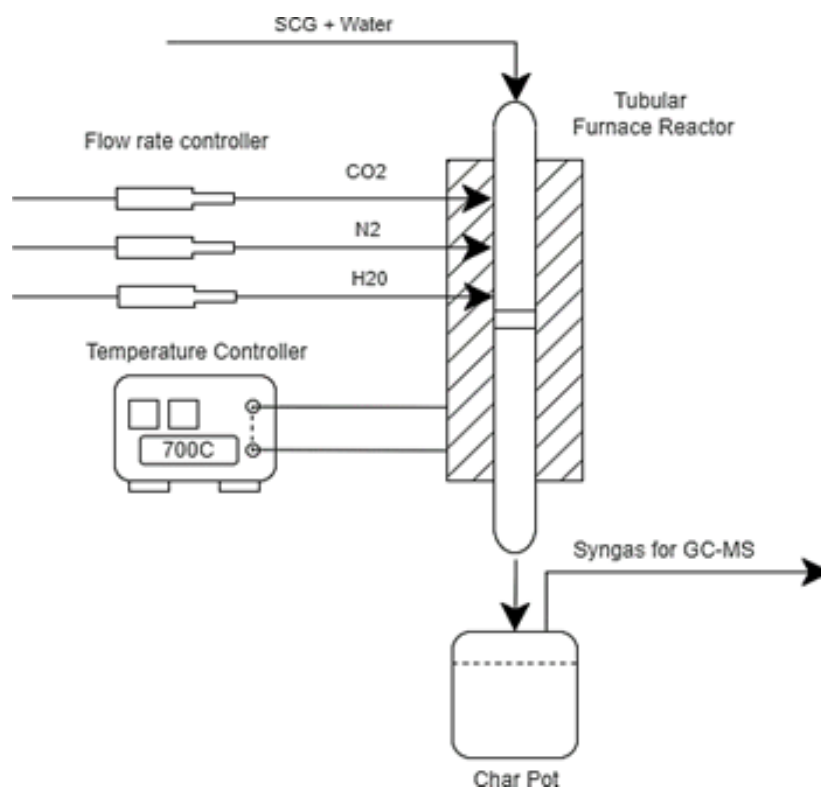 SCG + Water
Tubular
Furnace Reactor
Flow rate controller
CO2
N2
H20
Temperature Controller
700C
Syngas for GC-MS
Char Pot